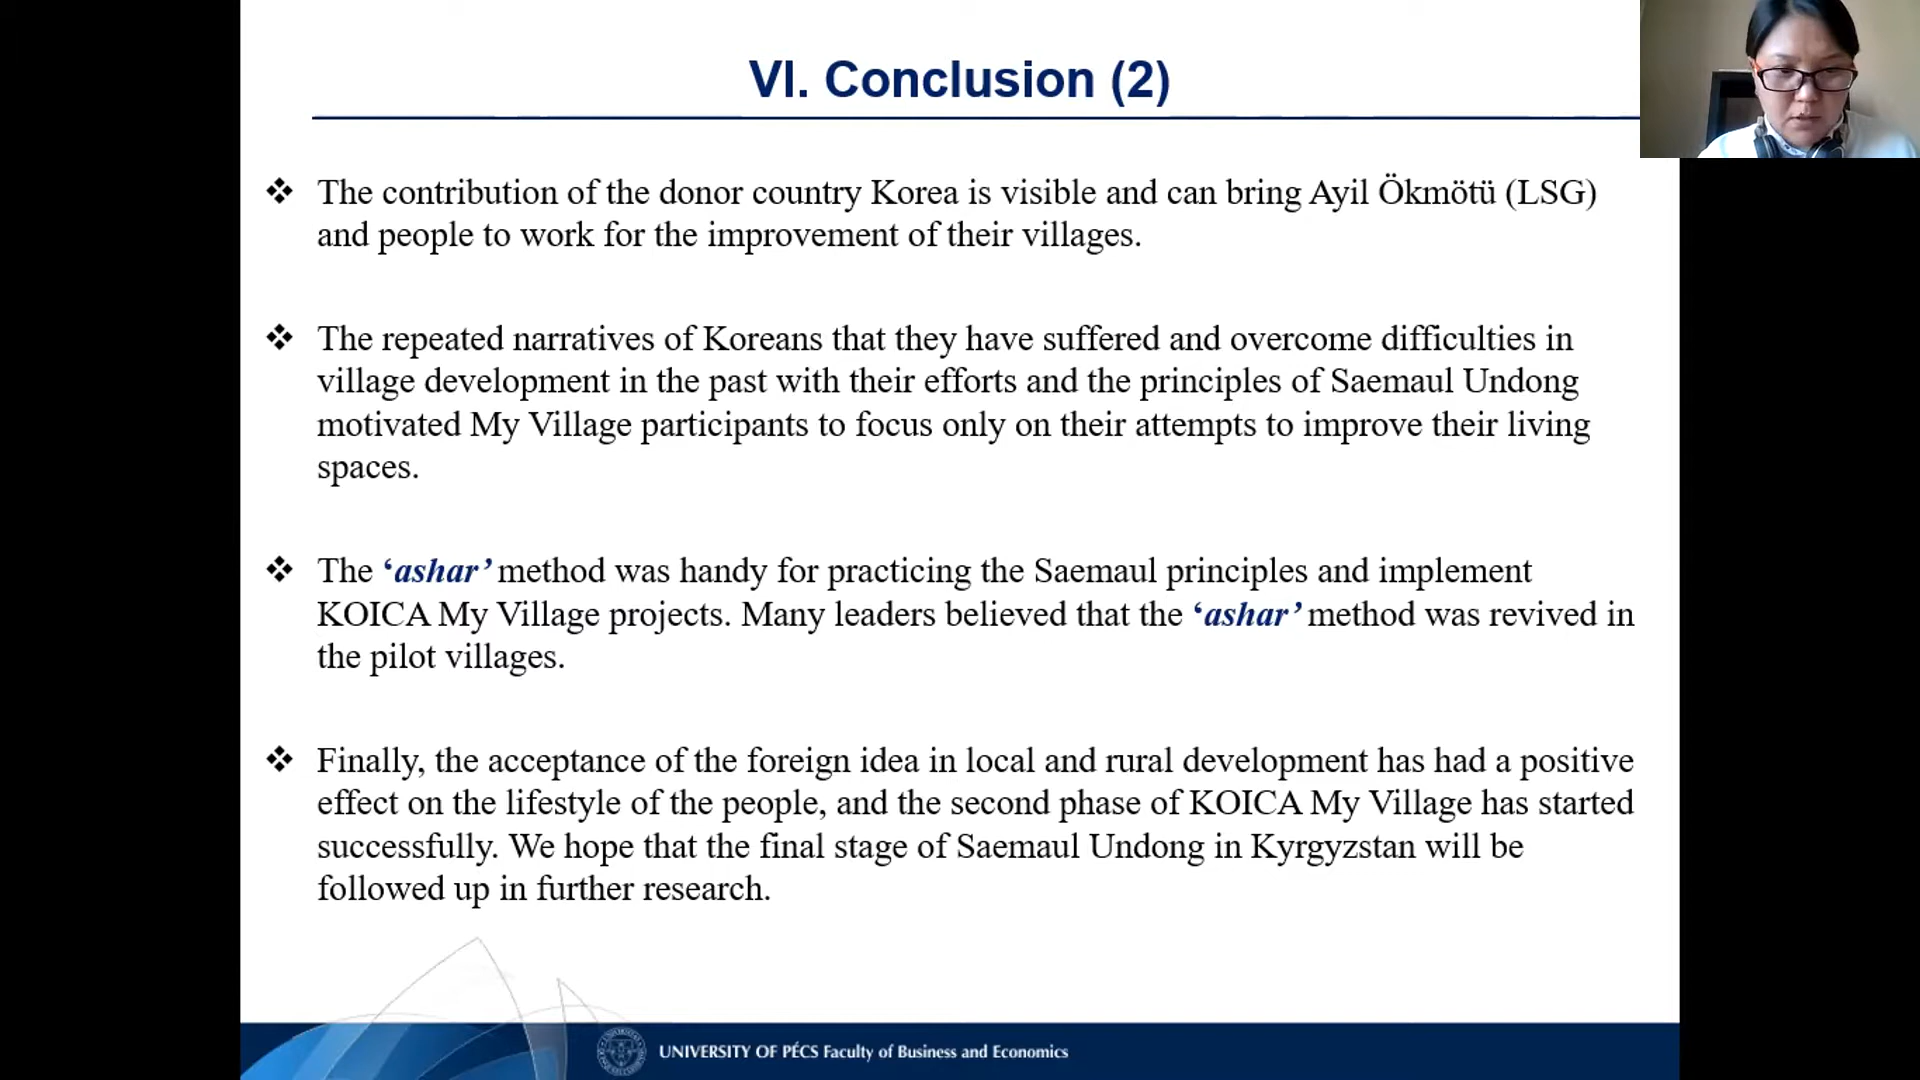 VI. Conclusion (2)
❖ The contribution of the donor country Korea is visible and can bring Ayil Ökmötü (LSG)
and people to work for the improvement of their villages.
❖ The repeated narratives of Koreans that they have suffered and overcome difficulties in
village development in the past with their efforts and the principles of Saemaul Undong
motivated My Village participants to focus only on their attempts to improve their living
spaces.
❖ The ‘ashar’ method was handy for practicing the Saemaul principles and implement
KOICA My Village projects. Many leaders believed that the ‘ashar’ method was revived in
the pilot villages.
❖ Finally, the acceptance of the foreign idea in local and rural development has had a positive
effect on the lifestyle of the people, and the second phase of KOICA My Village has started
successfully. We hope that the final stage of Saemaul Undong in Kyrgyzstan will be
followed up in further research.
UNIVERSITY OF PÉCS Faculty of Business and Economics